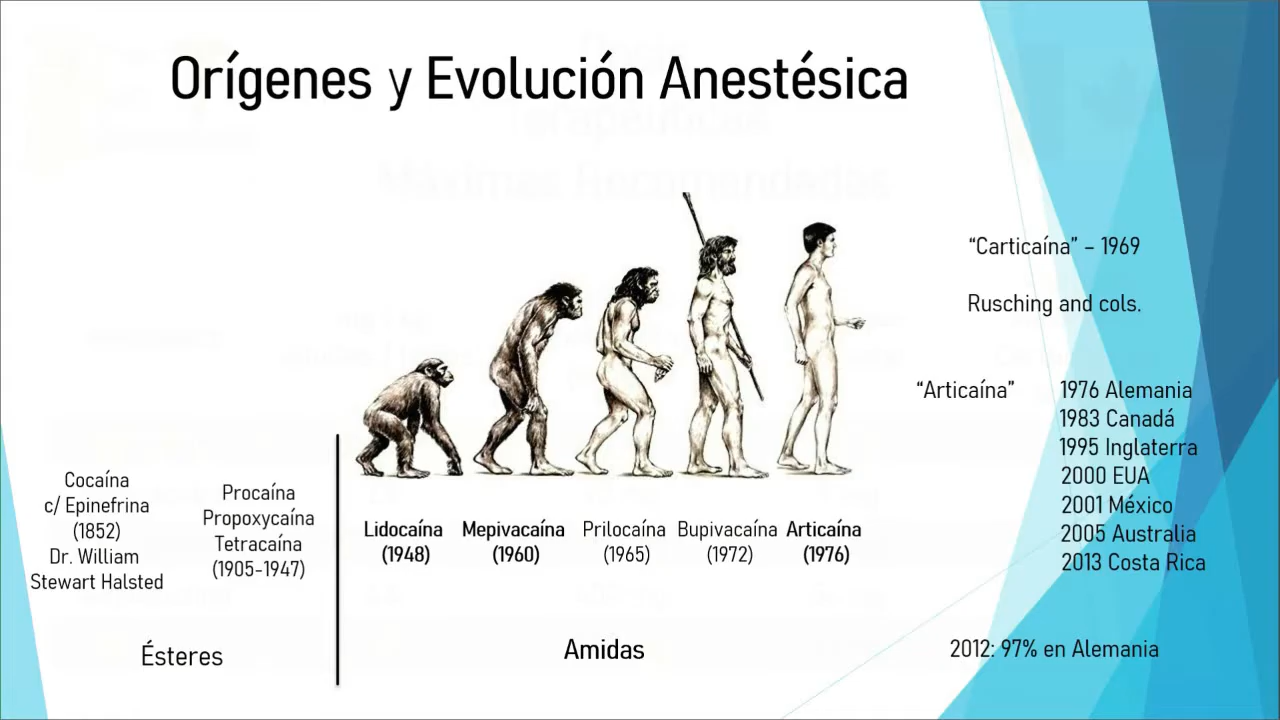 Orígenes y Evolución Anestésica
"Carticaína" – 1969
Rusching and cols.
"Articaína" 1976 Alemania
1983 Canadá
1995 Inglaterra
2000 EUA
2001 México
2005 Australia
2013 Costa Rica
Cocaína
c/ Epinefrina
(1852)
Dr. William
Stewart Halsted
Procaína
Propoxycaína
Tetracaína
(1905-1947)
Lidocaína
(1948)
Mepivacaína
(1960)
Prilocaína
(1965)
Bupivacaína
(1972)
Articaína
(1976)
Ésteres
Amidas
2012: 97% en Alemania